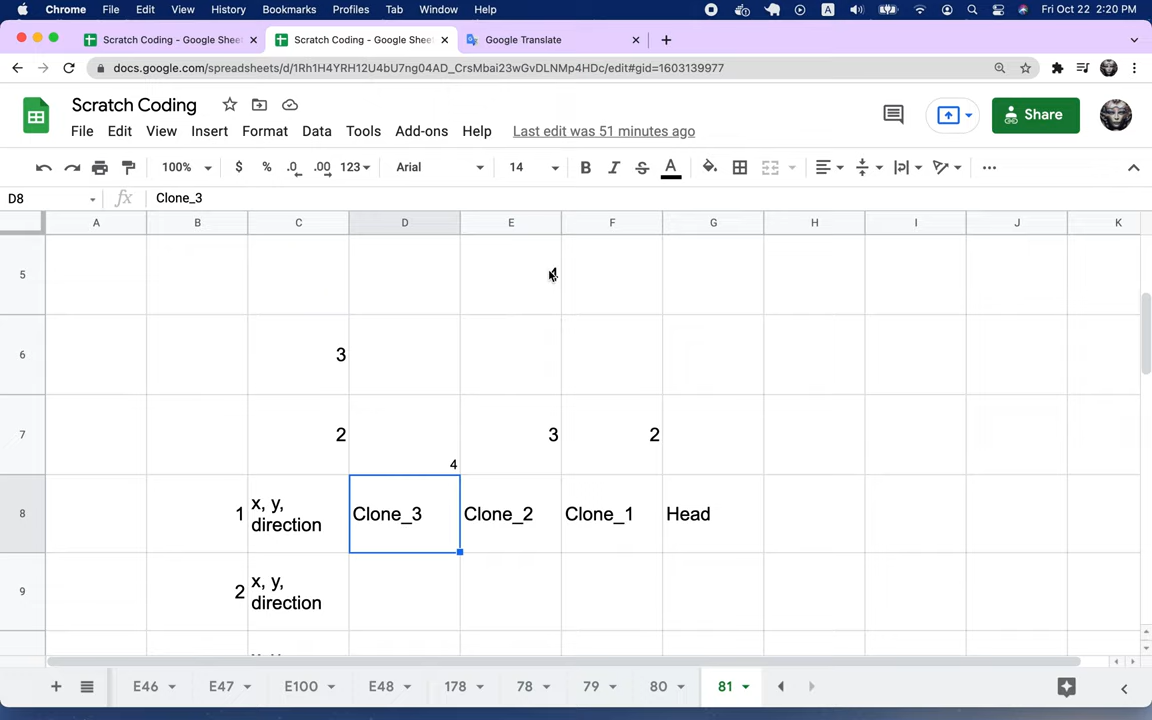 Chrome File Edit View History Bookmarks Profiles Tab Window Help A Fri Oct 22 2:20 PM
Scratch Coding - Google Shee Scratch Coding - Google Shee Google Translate
docs.google.com/spreadsheets/d/1Rh1H4YRH12U4bU7ng04AD_CrsMbai23wGvDLNMp4HDc/edit#gid=1603139977
Scratch Coding
File Edit View Insert Format Data Tools Add-ons Help Last edit was 51 minutes ago
Share
100% $ % .0 .00 123 Arial 14 B I S A
D8 fx Clone_3
A B C D E F G H I J K
5
6 3
7 2 3 2
4
8 1 x, y, direction Clone_3 Clone_2 Clone_1 Head
9 2 x, y, direction
E46 E47 E100 E48 178 78 79 80 81